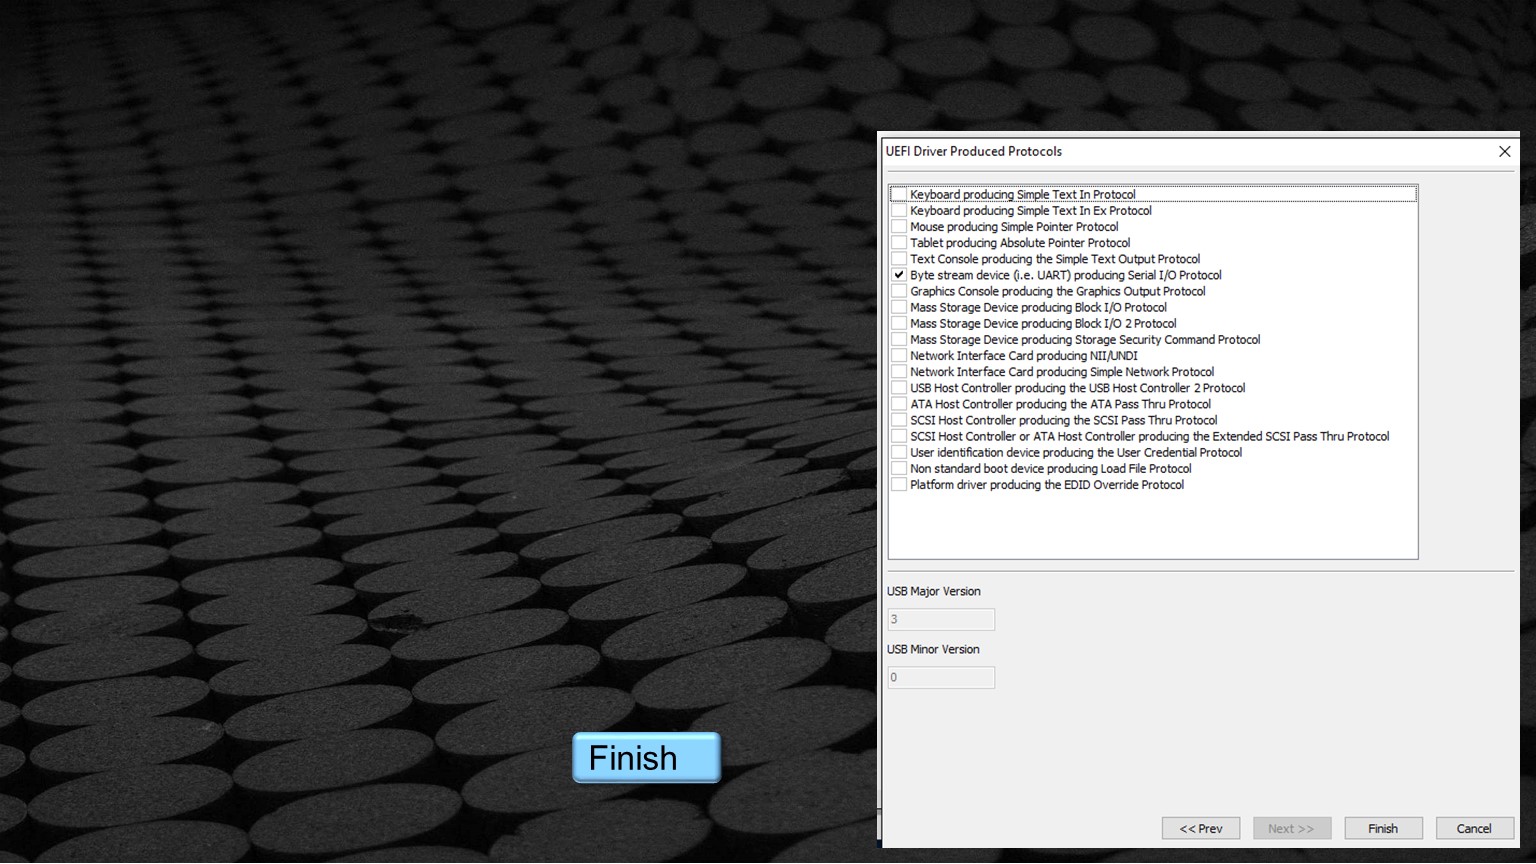 UEFI Driver Produced Protocols
Keyboard producing Simple Text In Protocol
Keyboard producing Simple Text In Ex Protocol
Mouse producing Simple Pointer Protocol
Tablet producing Absolute Pointer Protocol
Text Console producing the Simple Text Output Protocol
Byte stream device (i.e. UART) producing Serial I/O Protocol
Graphics Console producing the Graphics Output Protocol
Mass Storage Device producing Block I/O Protocol
Mass Storage Device producing Block I/O 2 Protocol
Mass Storage Device producing Storage Security Command Protocol
Network Interface Card producing NII/UNDI
Network Interface Card producing Simple Network Protocol
USB Host Controller producing the USB Host Controller 2 Protocol
ATA Host Controller producing the ATA Pass Thru Protocol
SCSI Host Controller producing the SCSI Pass Thru Protocol
SCSI Host Controller or ATA Host Controller producing the Extended SCSI Pass Thru Protocol
User identification device producing the User Credential Protocol
Non standard boot device producing Load File Protocol
Platform driver producing the EDID Override Protocol
USB Major Version
3
USB Minor Version
0
Finish
<< Prev
Next >>
Finish
Cancel